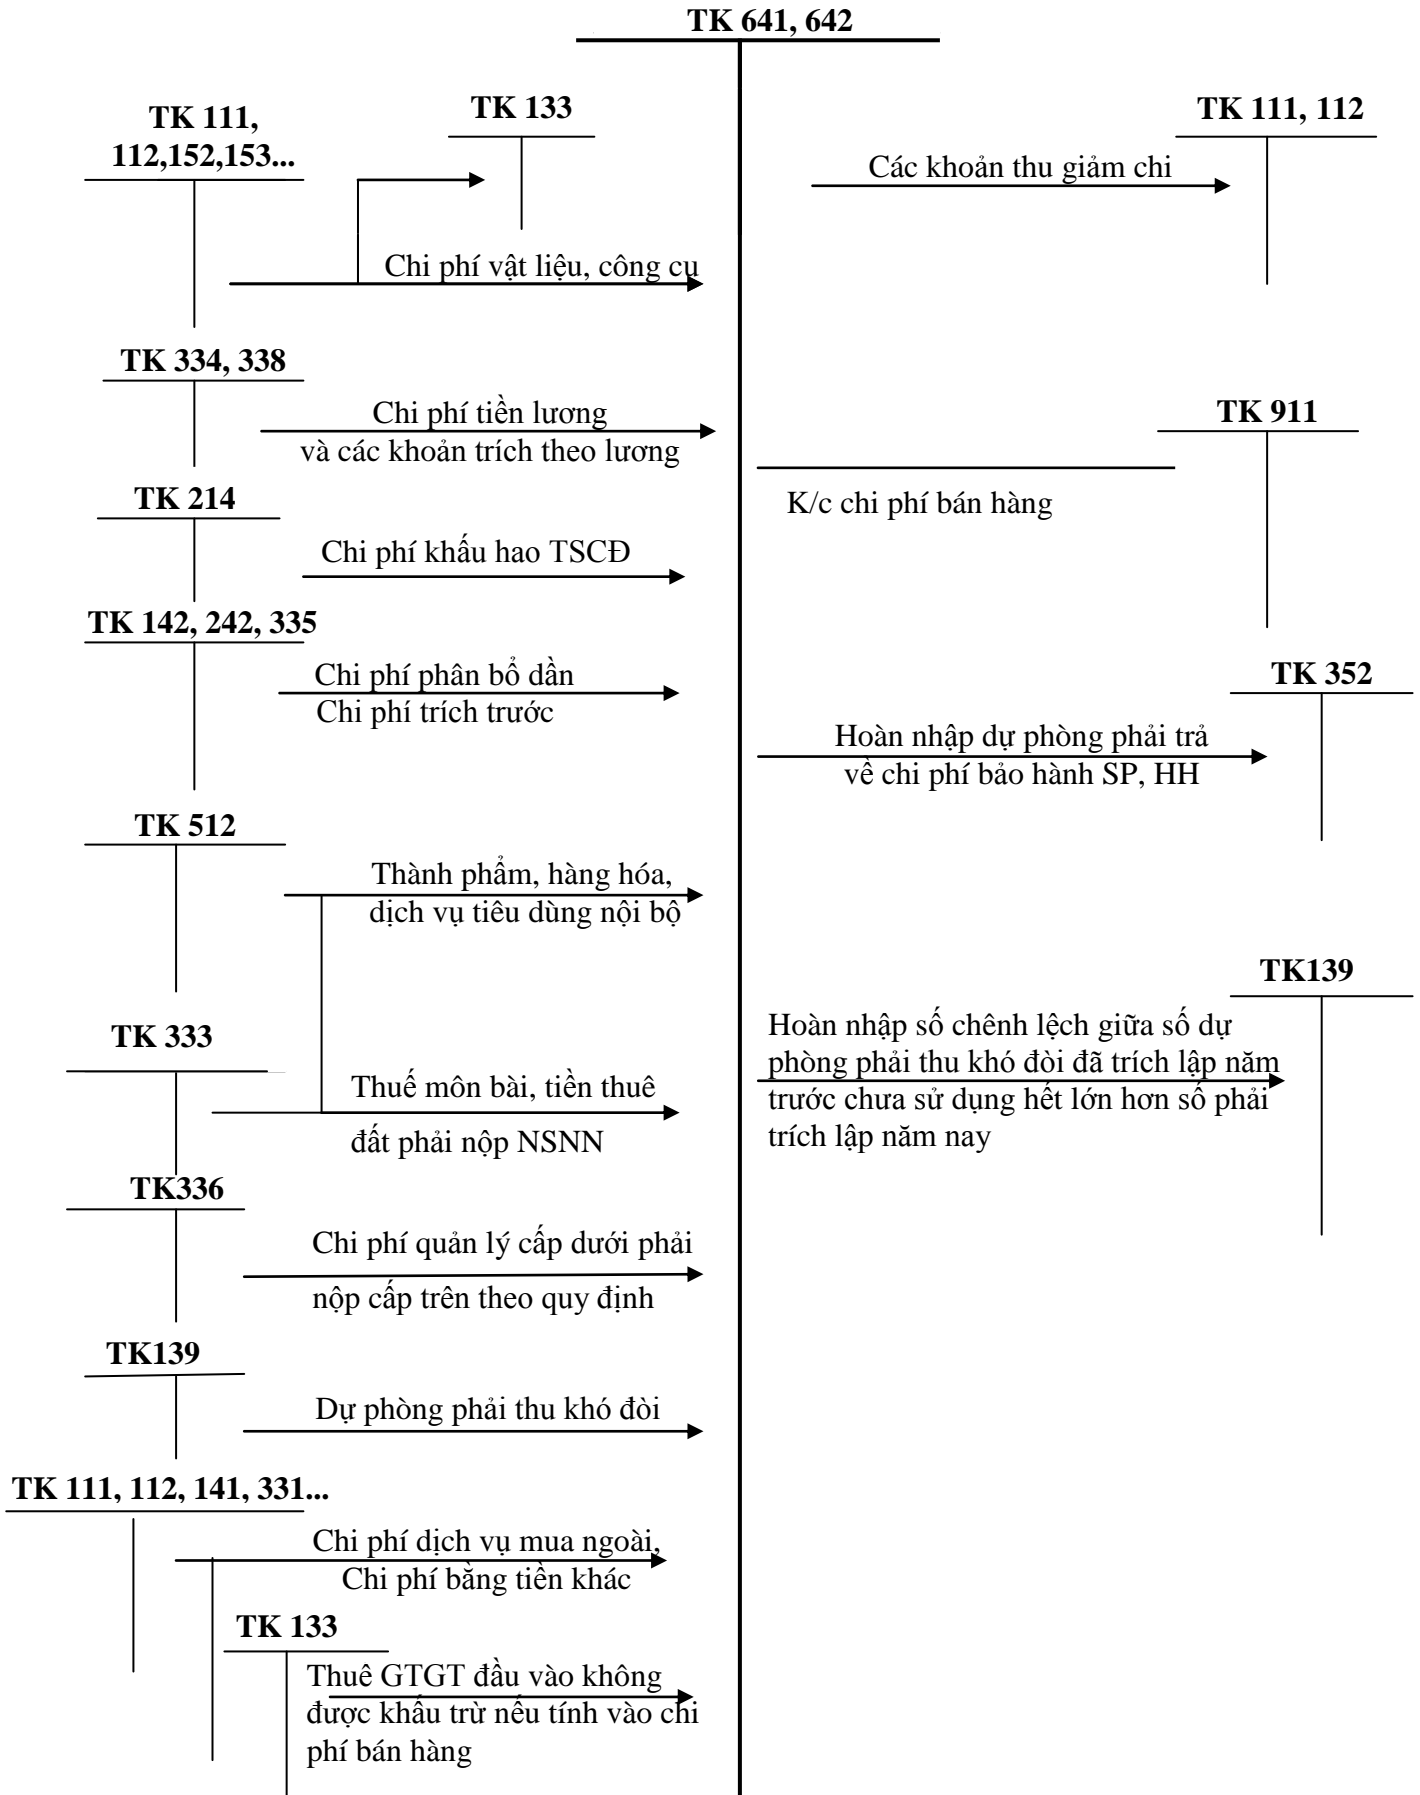 TK 641, 642
TK 111,
112,152,153...
TK 133
Chi phí vật liệu, công cụ
TK 334, 338
Chi phí tiền lương
và các khoản trích theo lương
TK 214
Chi phí khấu hao TSCĐ
TK 142, 242, 335
Chi phí phân bổ dần
Chi phí trích trước
TK 512
Thành phẩm, hàng hóa,
dịch vụ tiêu dùng nội bộ
TK 333
Thuế môn bài, tiền thuê
đất phải nộp NSNN
TK336
Chi phí quản lý cấp dưới phải
nộp cấp trên theo quy định
TK139
Dự phòng phải thu khó đòi
TK 111, 112, 141, 331...
Chi phí dịch vụ mua ngoài,
Chi phí bằng tiền khác
TK 133
Thuê GTGT đầu vào không
được khấu trừ nếu tính vào chi
phí bán hàng
TK 111, 112
Các khoản thu giảm chi
TK 911
K/c chi phí bán hàng
TK 352
Hoàn nhập dự phòng phải trả
về chi phí bảo hành SP, HH
TK139
Hoàn nhập số chênh lệch giữa số dự
phòng phải thu khó đòi đã trích lập năm
trước chưa sử dụng hết lớn hơn số phải
trích lập năm nay